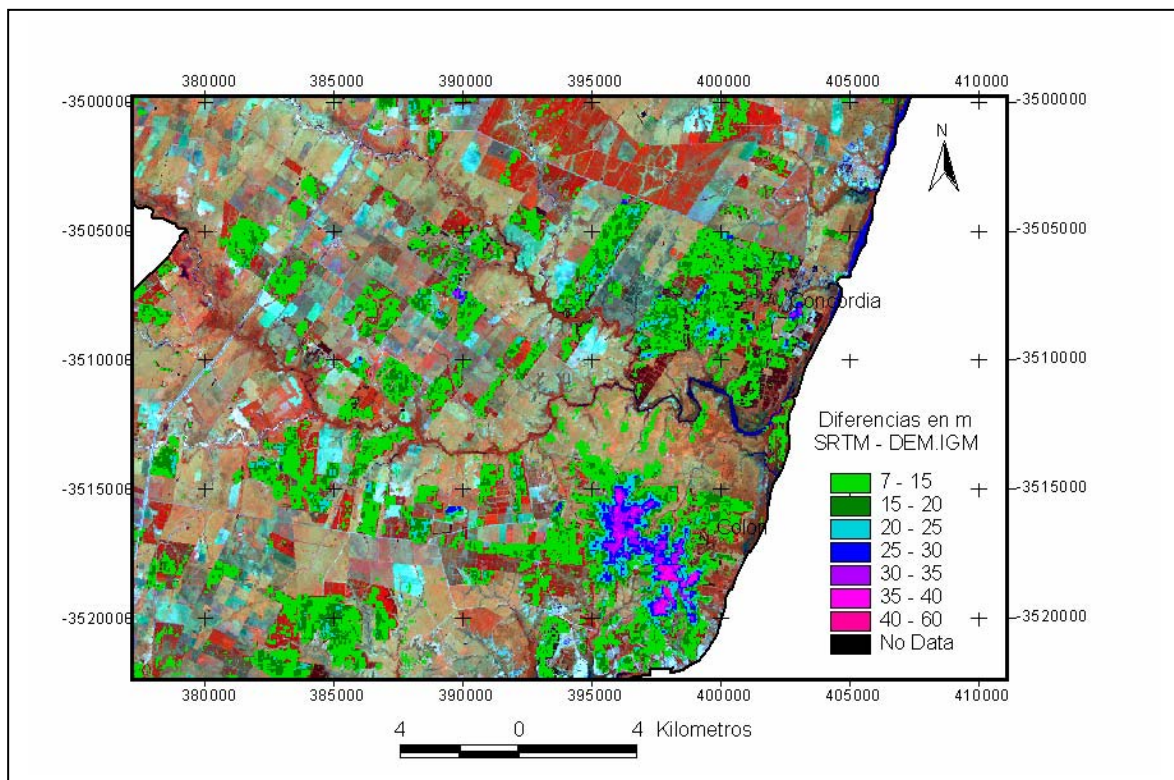 380000 385000 390000 395000 400000 405000 410000
-3500000 -3500000
N
-3505000 -3505000
Concordia
-3510000 -3510000
Diferencias en m
SRTM - DEM.IGM
7 - 15
-3515000 -3515000
15 - 20
20 - 25
Colon
25 - 30
30 - 35
35 - 40
-3520000 -3520000
40 - 60
No Data
380000 385000 390000 395000 400000 405000 410000
4 0 4 Kilometros